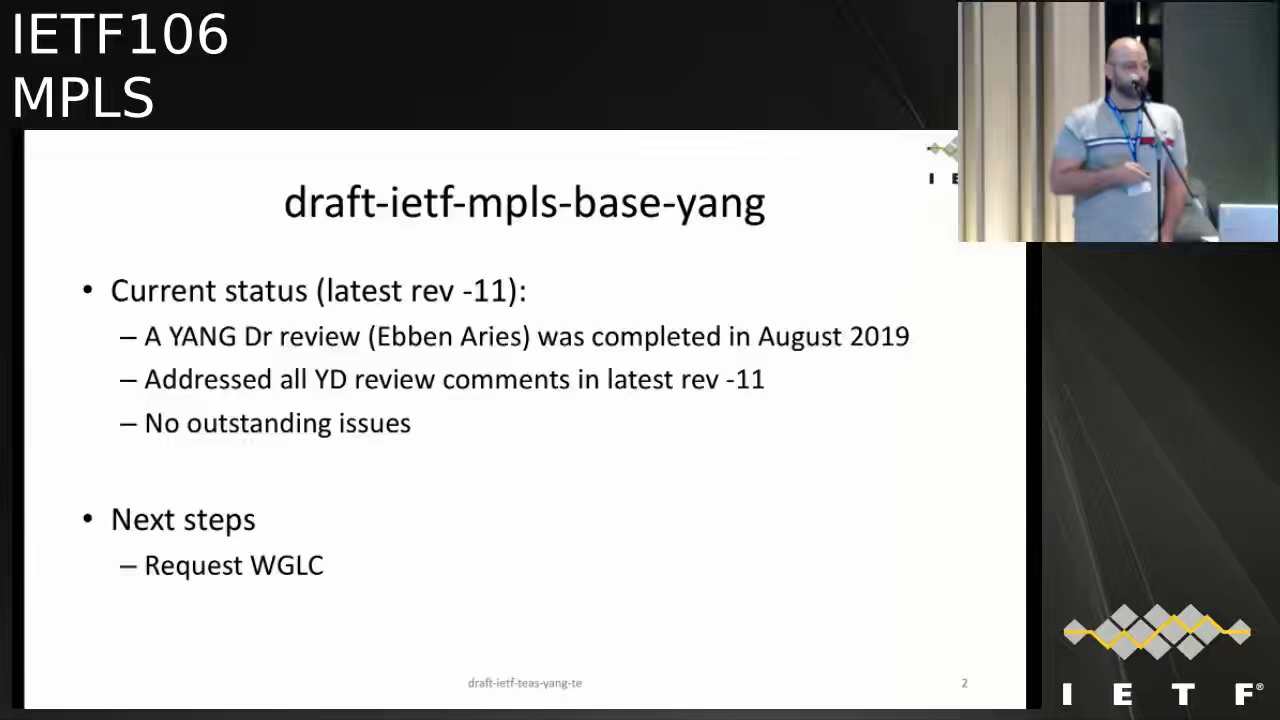 IETF106
MPLS
I E
draft-ietf-mpls-base-yang
• Current status (latest rev -11):
– A YANG Dr review (Ebben Aries) was completed in August 2019
– Addressed all YD review comments in latest rev -11
– No outstanding issues
• Next steps
– Request WGLC
draft-ietf-teas-yang-te
2
I E T F®